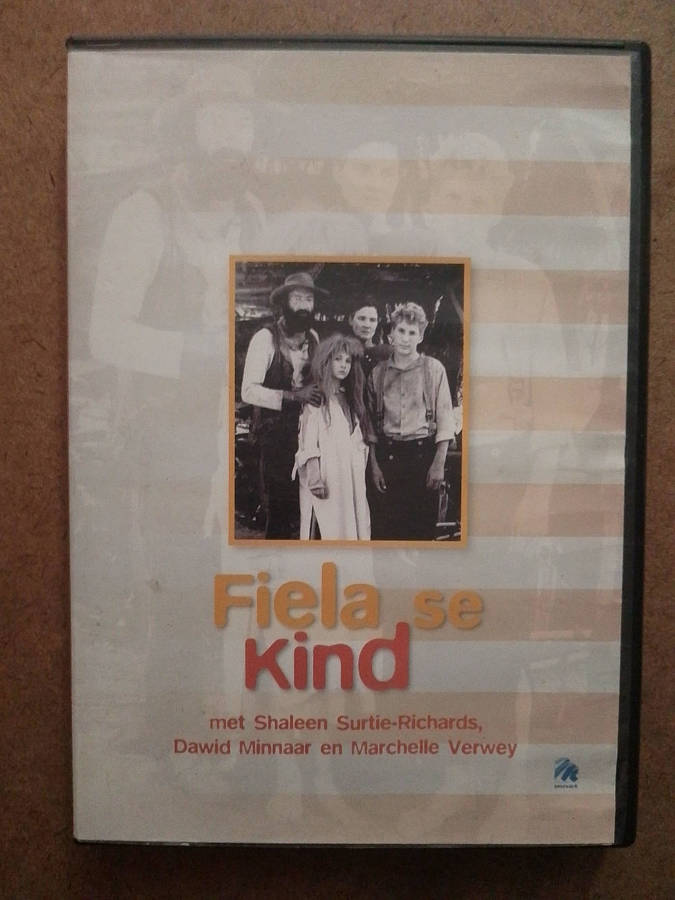 Fiela se
Kind
met Shaleen Surtie-Richards,
Dawid Minnaar en Marchelle Verwey